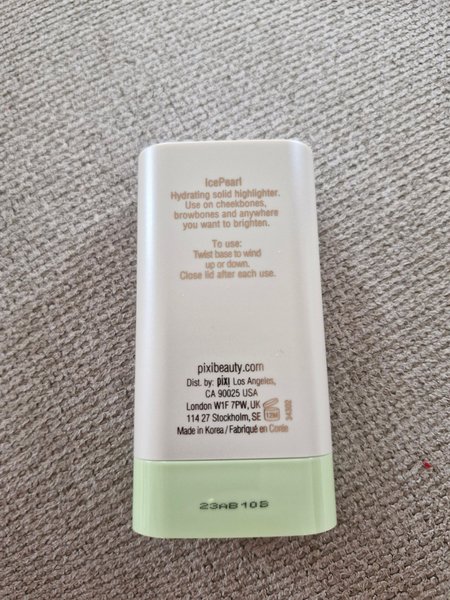 IcePearl
Hydrating solid highlighter.
Use on cheekbones,
browbones and anywhere
you want to brighten.
To use:
Twist base to wind
up or down.
Close lid after each use.
pixibeauty.com
Dist. by: pixi Los Angeles,
CA 90025 USA
London W1F 7PW, UK
114 27 Stockholm, SE
12M
34302
Made in Korea / Fabriqué en Corée
23AB10B